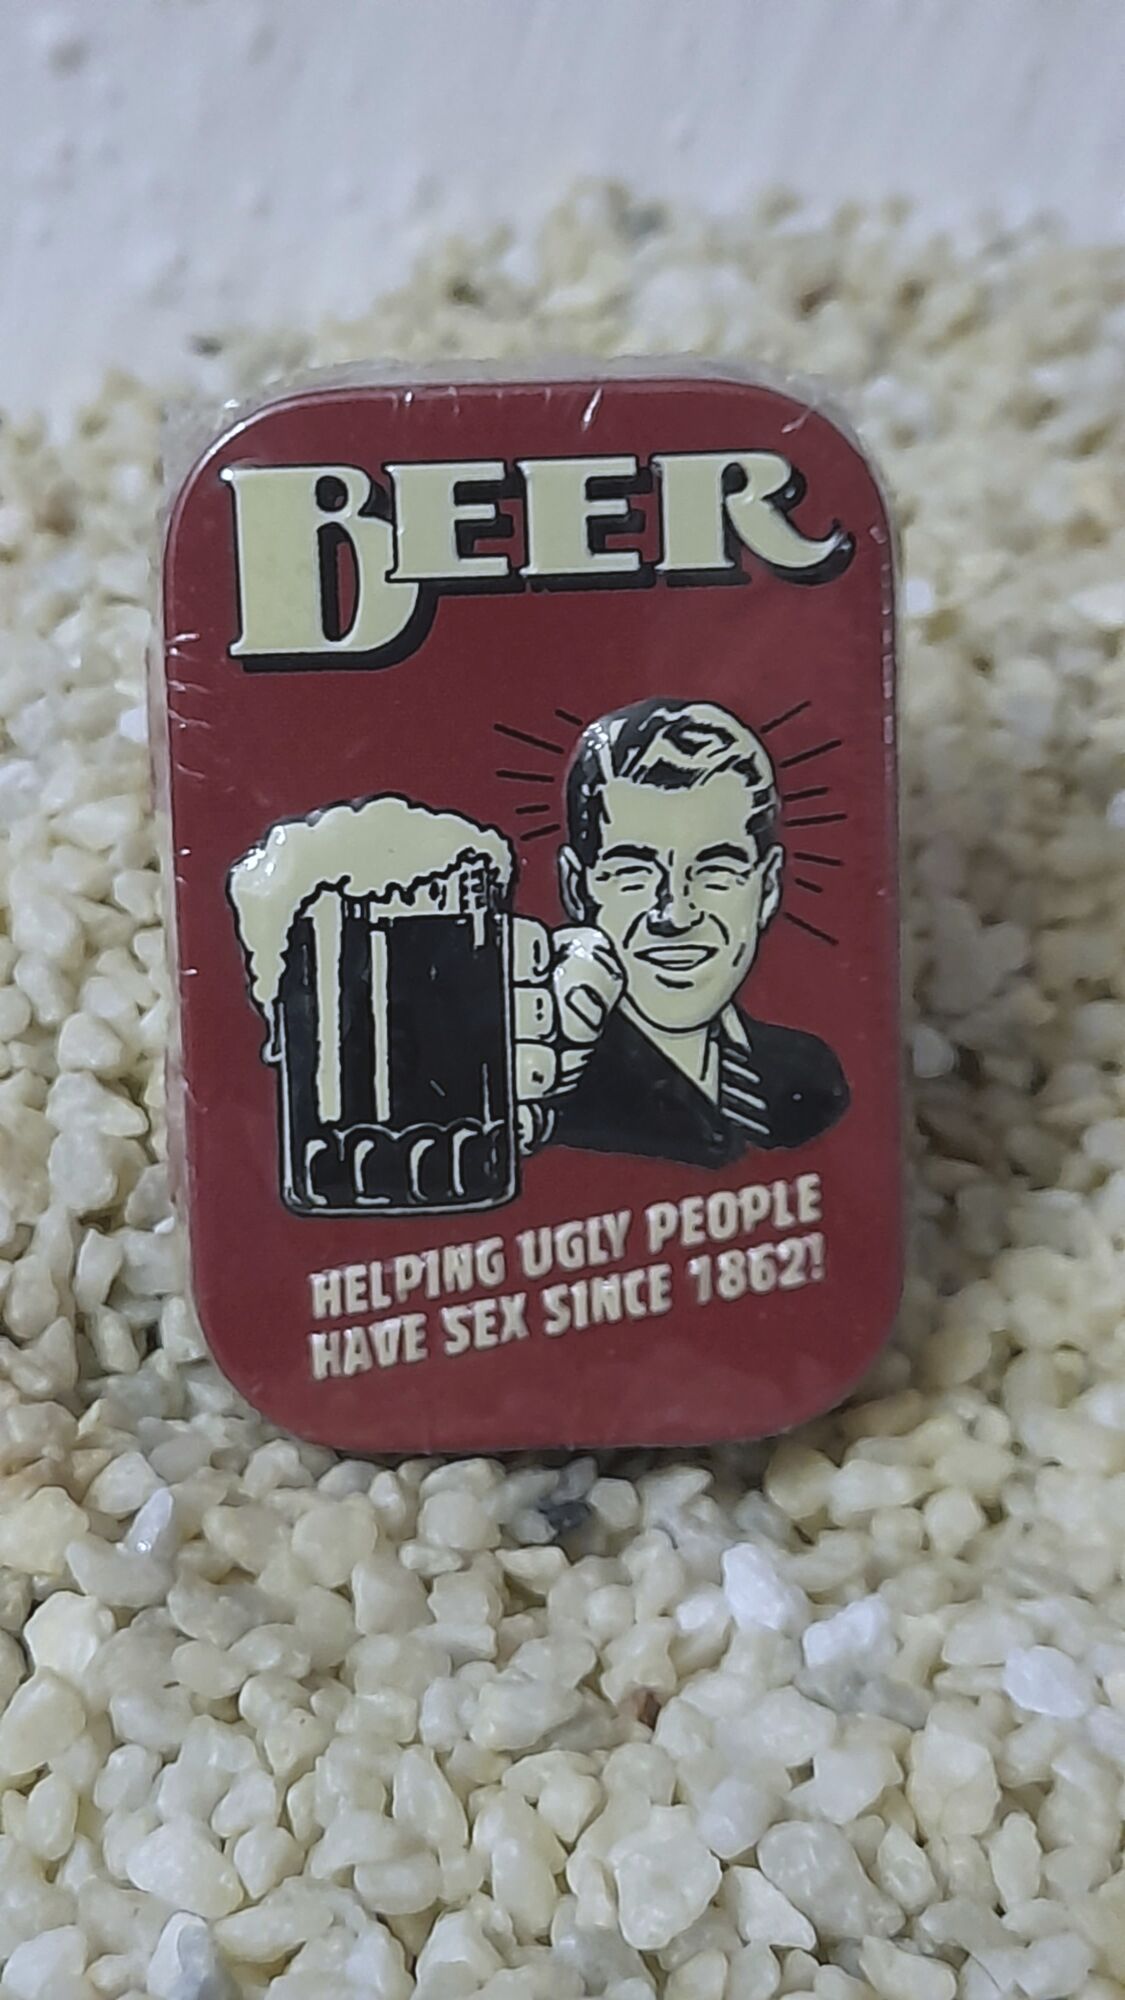 BEER
HELPING UGLY PEOPLE
HAVE SEX SINCE 1862!